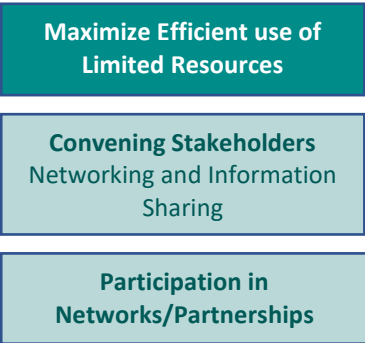 Maximize Efficient use of
Limited Resources
Convening Stakeholders
Networking and Information
Sharing
Participation in
Networks/Partnerships